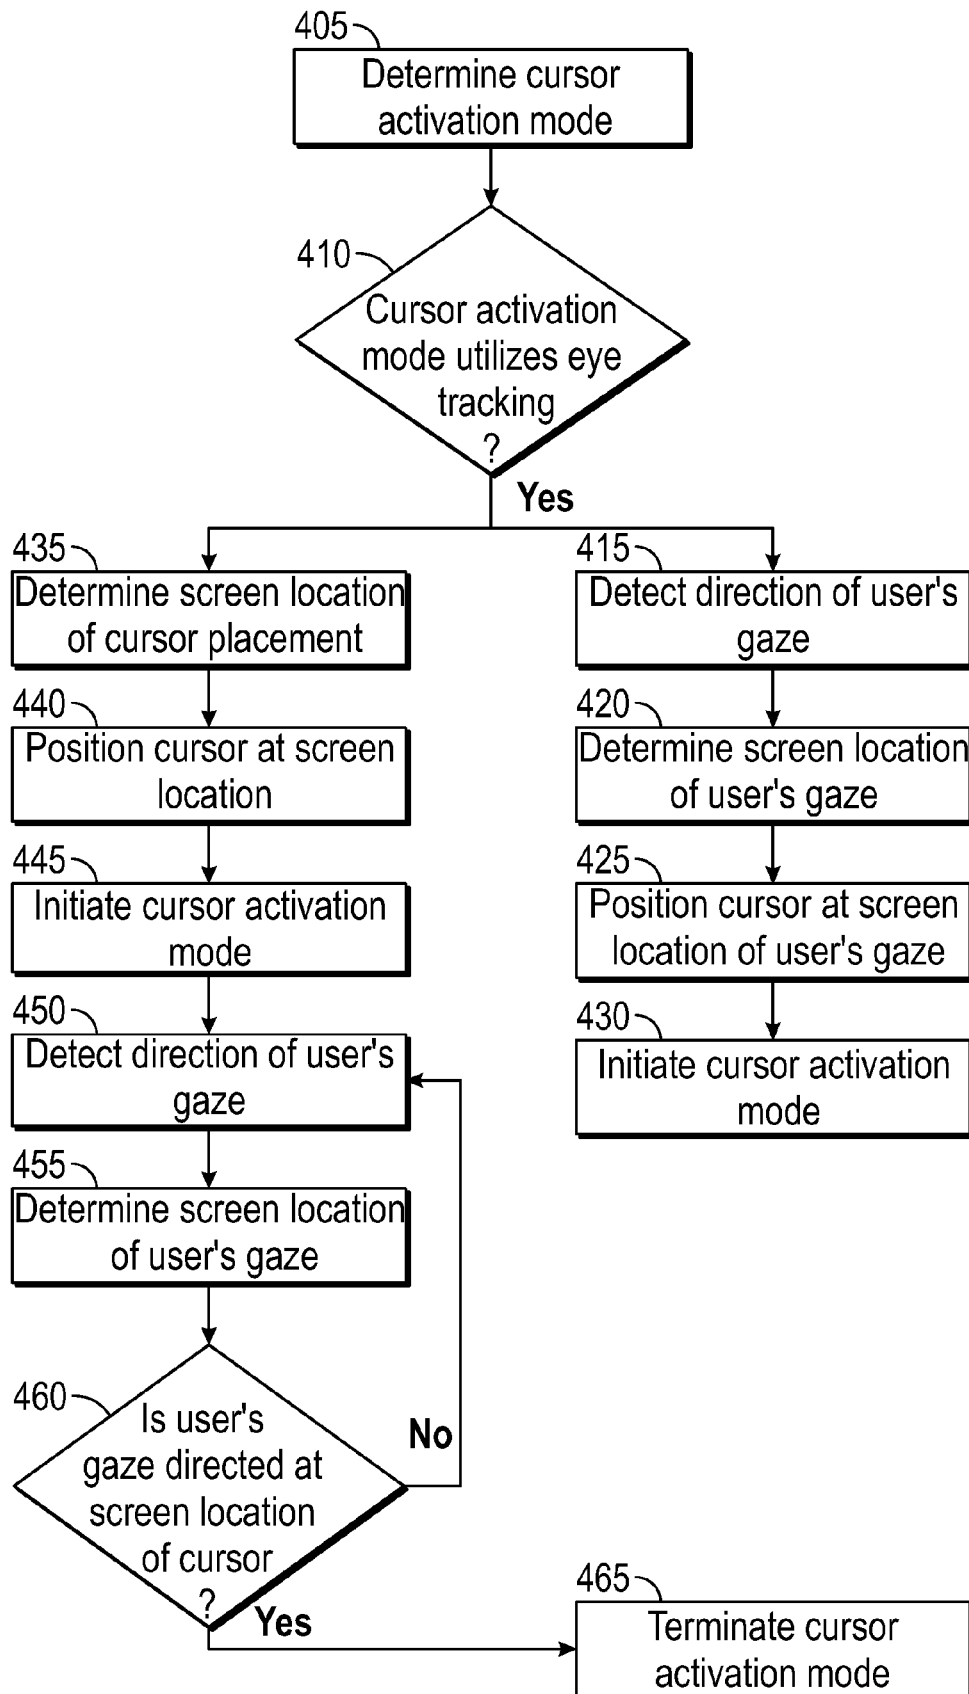 405
Determine cursor
activation mode
410
Cursor activation
mode utilizes eye
tracking
?
Yes
435
Determine screen location
of cursor placement
440
Position cursor at screen
location
445
Initiate cursor activation
mode
450
Detect direction of user's
gaze
455
Determine screen location
of user's gaze
460
Is user's
gaze directed at
screen location
of cursor
?
No
Yes
415
Detect direction of user's
gaze
420
Determine screen location
of user's gaze
425
Position cursor at screen
location of user's gaze
430
Initiate cursor activation
mode
465
Terminate cursor
activation mode